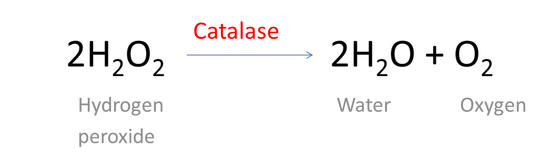 Catalase
2H₂O₂ → 2H₂O + O₂
Hydrogen peroxide
Water
Oxygen